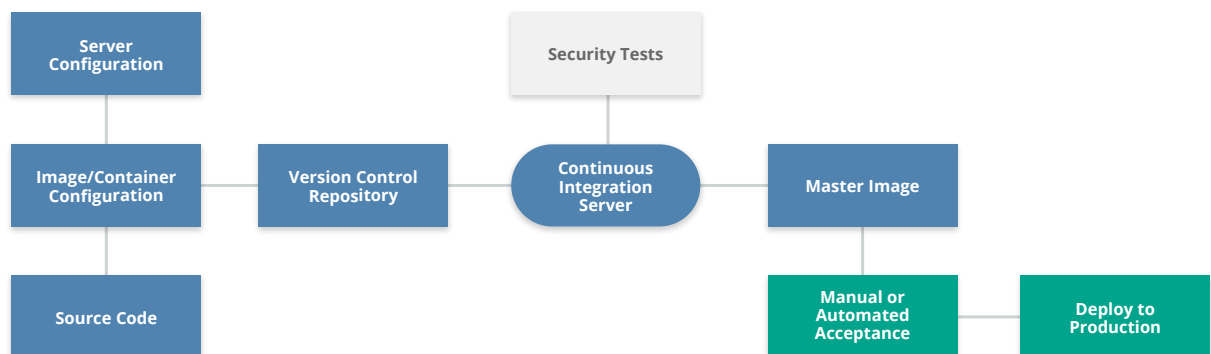 Server
Configuration
Security Tests
Image/Container
Configuration
Version Control
Repository
Continuous
Integration
Server
Master Image
Source Code
Manual or
Automated
Acceptance
Deploy to
Production